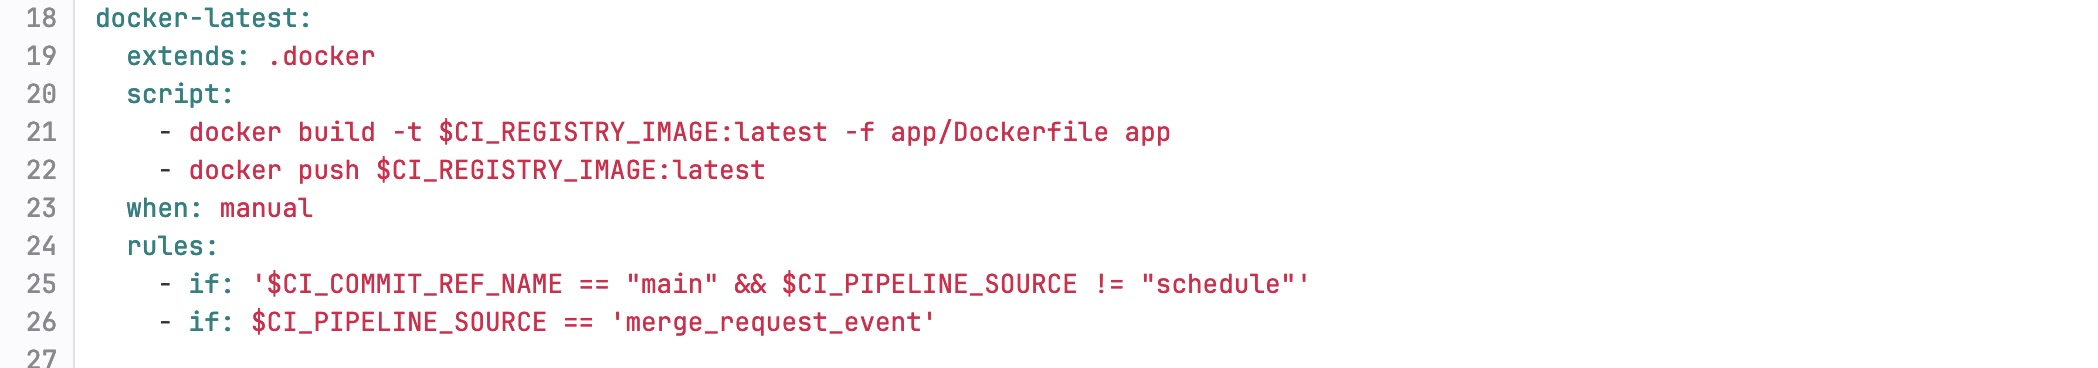 18 docker-latest:
19   extends: .docker
20   script:
21     - docker build -t $CI_REGISTRY_IMAGE:latest -f app/Dockerfile app
22     - docker push $CI_REGISTRY_IMAGE:latest
23   when: manual
24   rules:
25     - if: '$CI_COMMIT_REF_NAME == "main" && $CI_PIPELINE_SOURCE != "schedule"'
26     - if: $CI_PIPELINE_SOURCE == 'merge_request_event'
27